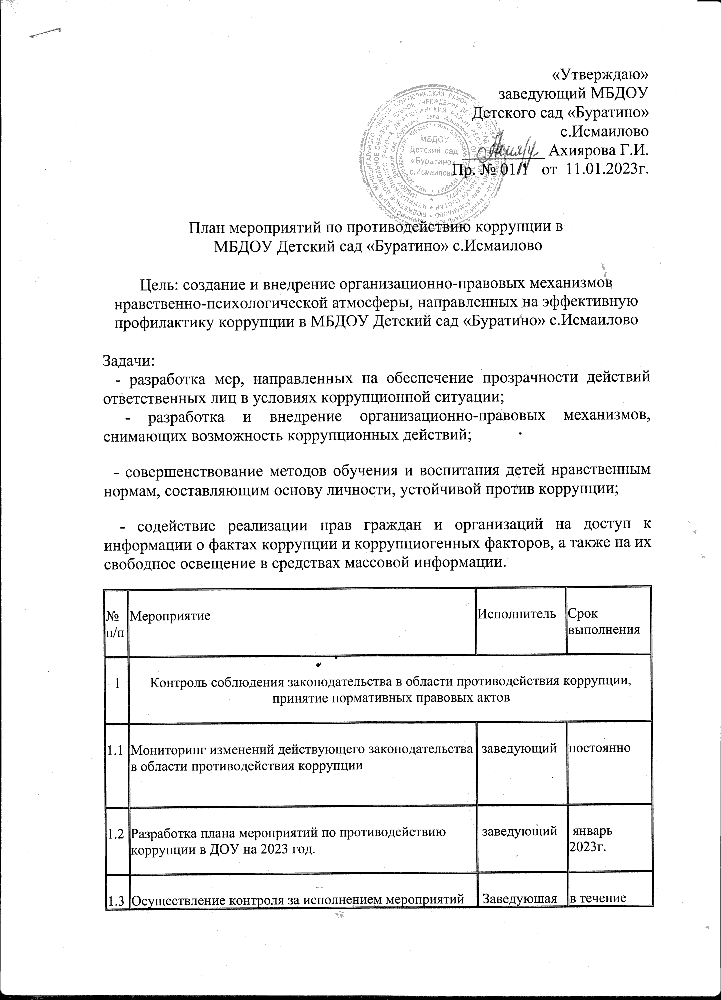 «Утверждаю»
заведующий МБДОУ
Детского сад «Буратино»
с.Исмаилово
Ахиярова Г.И.
Пр. № 01/1 от 11.01.2023г.
МБДОУ
Детский сад
«Буратино»
с.Исмаилово
План мероприятий по противодействию коррупции в
МБДОУ Детский сад «Буратино» с.Исмаилово
Цель: создание и внедрение организационно-правовых механизмов
нравственно-психологической атмосферы, направленных на эффективную
профилактику коррупции в МБДОУ Детский сад «Буратино» с.Исмаилово
Задачи:
- разработка мер, направленных на обеспечение прозрачности действий
ответственных лиц в условиях коррупционной ситуации;
- разработка и внедрение организационно-правовых механизмов,
снимающих возможность коррупционных действий;
- совершенствование методов обучения и воспитания детей нравственным
нормам, составляющим основу личности, устойчивой против коррупции;
- содействие реализации прав граждан и организаций на доступ к
информации о фактах коррупции и коррупциогенных факторов, а также на их
свободное освещение в средствах массовой информации.
№ п/п Мероприятие Исполнитель Срок выполнения
1 Контроль соблюдения законодательства в области противодействия коррупции,
принятие нормативных правовых актов
1.1 Мониторинг изменений действующего законодательства заведующий постоянно
в области противодействия коррупции
1.2 Разработка плана мероприятий по противодействию заведующий январь
коррупции в ДОУ на 2023 год. 2023г.
1.3 Осуществление контроля за исполнением мероприятий Заведующая в течение